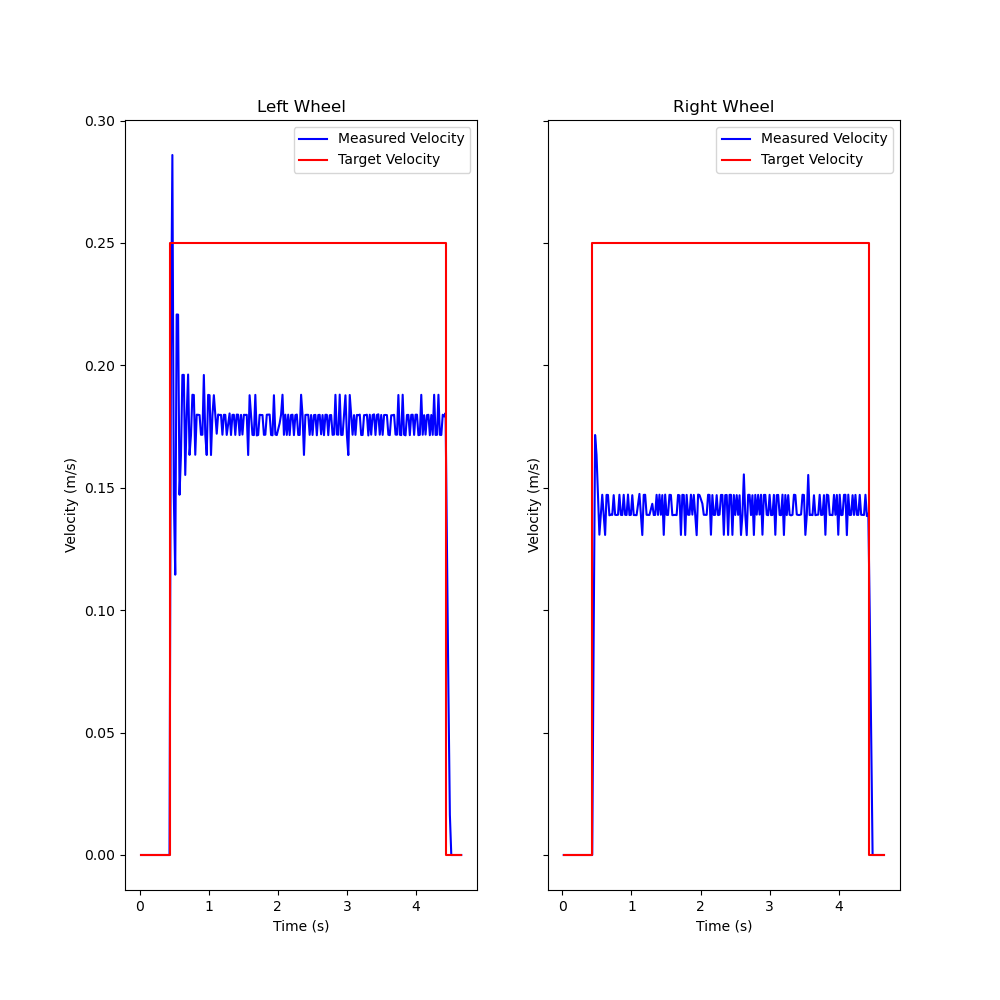 Left Wheel
Measured Velocity
Target Velocity
0.30
0.25
0.20
0.15
0.10
0.05
0.00
Velocity (m/s)
0 1 2 3 4
Time (s)
Right Wheel
Measured Velocity
Target Velocity
Velocity (m/s)
0 1 2 3 4
Time (s)